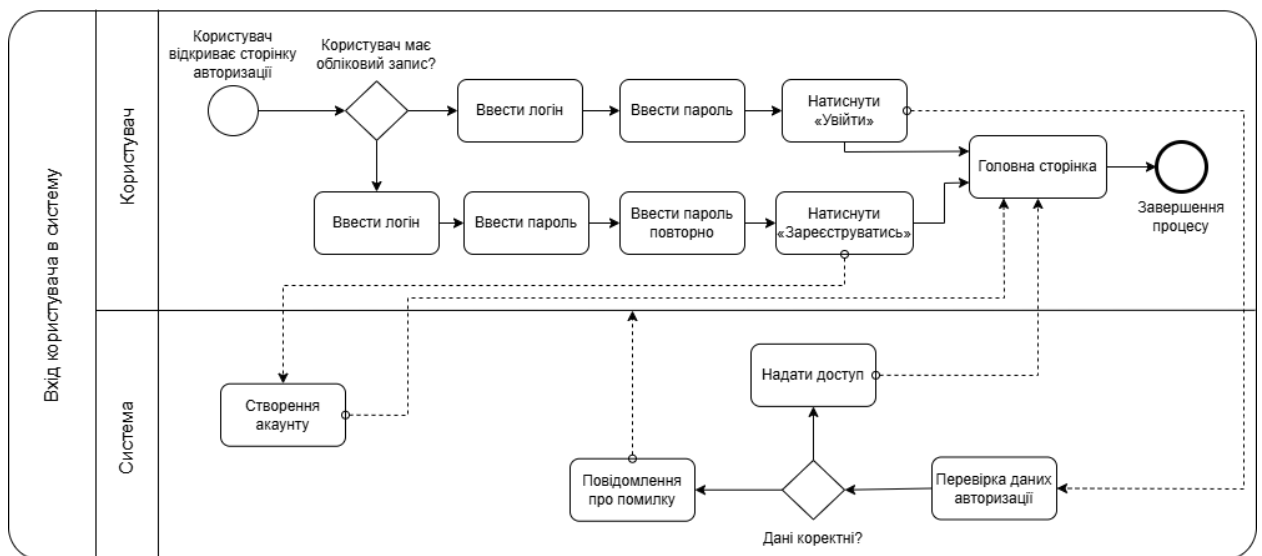 Вхід користувача в систему
Користувач
Користувач
відкриває сторінку
авторизації
Користувач має
обліковий запис?
Ввести логін
Ввести пароль
Натиснути
«Увійти»
Головна сторінка
Завершення
процесу
Ввести логін
Ввести пароль
Ввести пароль
повторно
Натиснути
«Зареєструватись»
Система
Створення
акаунту
Надати доступ
Повідомлення
про помилку
Дані коректні?
Перевірка даних
авторизації